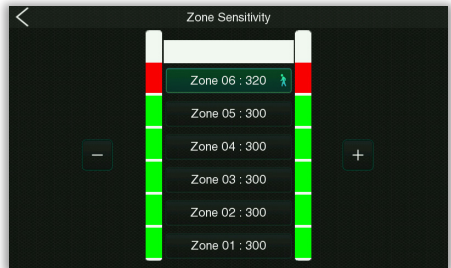 Zone Sensitivity
Zone 06 : 320
Zone 05 : 300
Zone 04 : 300
Zone 03 : 300
Zone 02 : 300
Zone 01 : 300